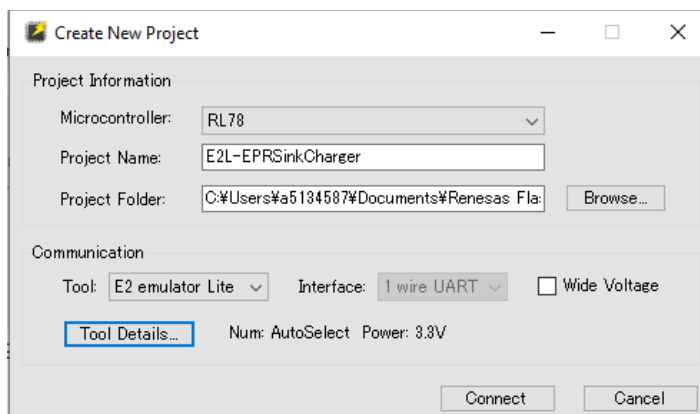 Create New Project
Project Information
Microcontroller: RL78
Project Name: E2L-EPRSinkCharger
Project Folder: C:¥Users¥a5134587¥Documents¥Renesas Fla: Browse...
Communication
Tool: E2 emulator Lite Interface: 1 wire UART Wide Voltage
Tool Details... Num: AutoSelect Power: 3.3V
Connect Cancel